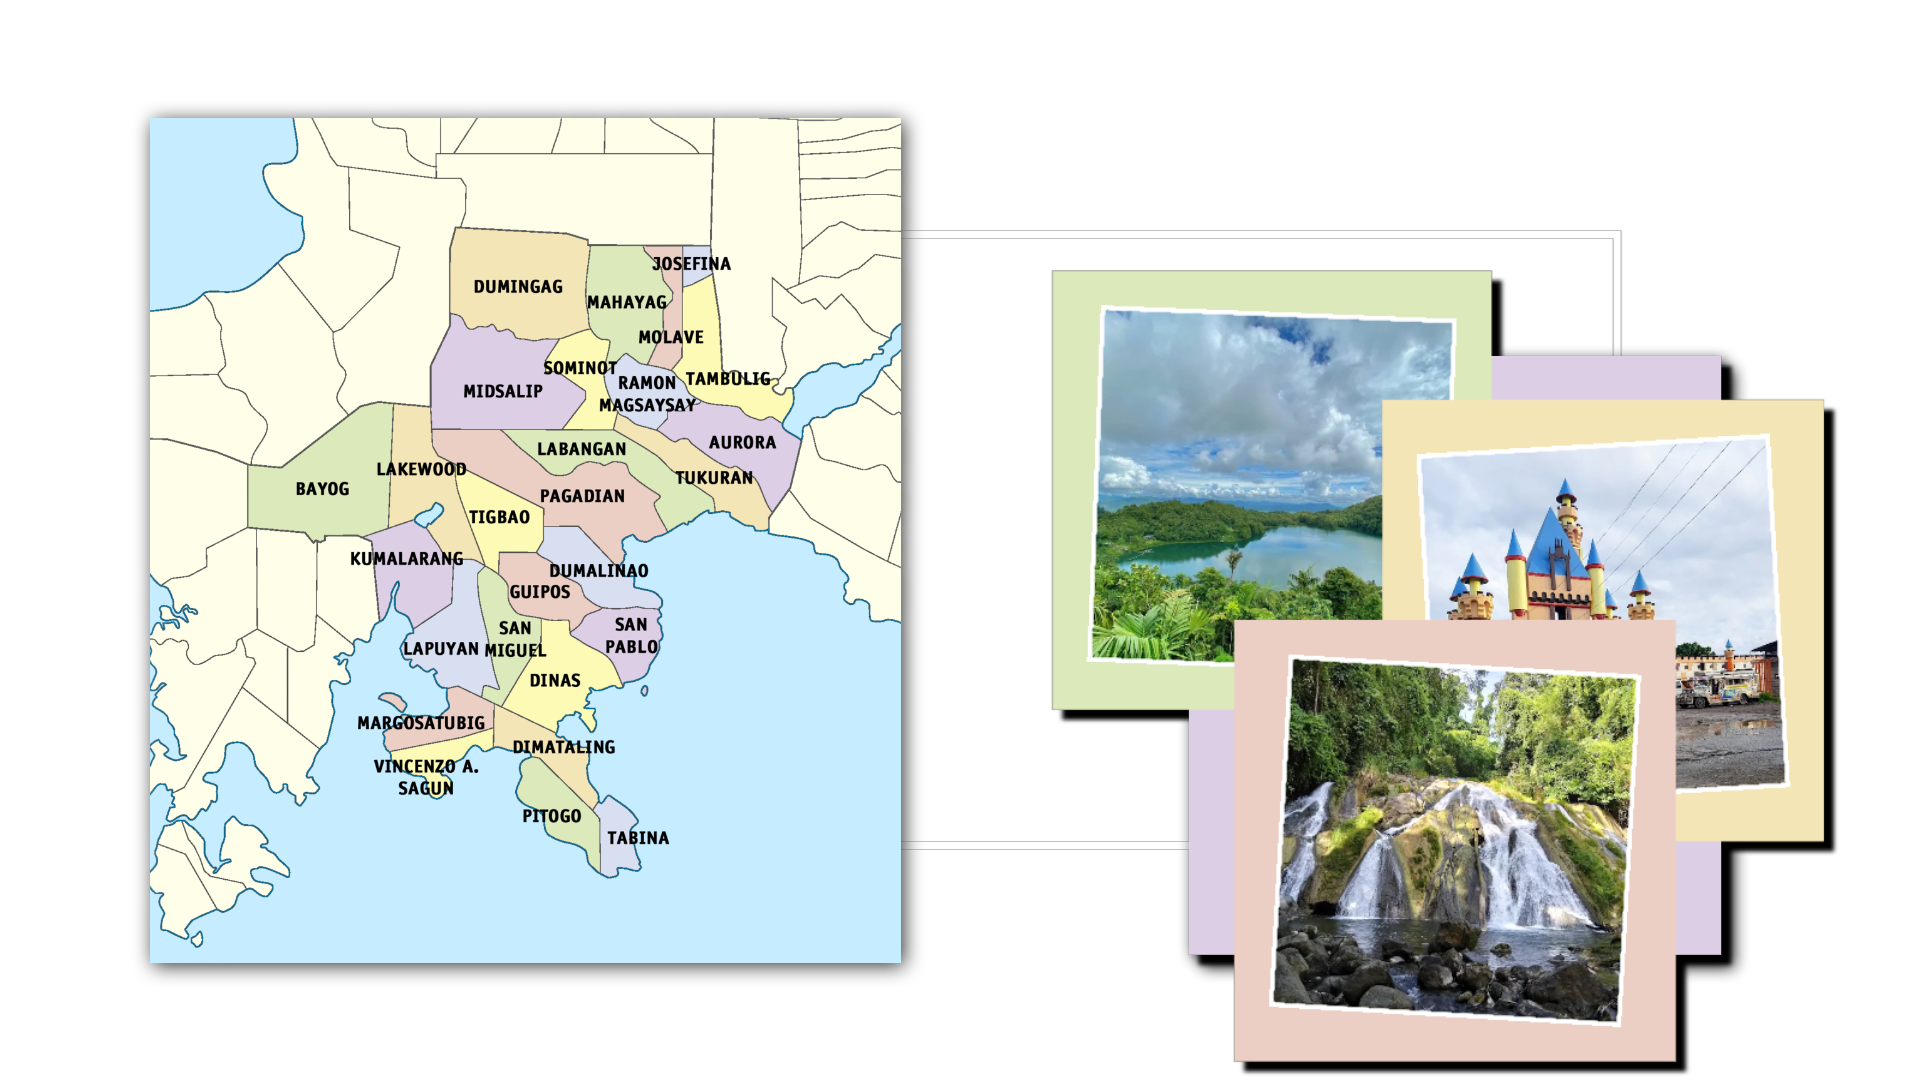 JOSEFINA
DUMINGAG
MAHAYAG
MOLAVE
SOMINOT
TAMBULIG
RAMON
MAGSAYSAY
MIDSALIP
AURORA
LABANGAN
LAKEWOOD
TUKURAN
BAYOG
PAGADIAN
TIGBAO
KUMALARANG
DUMALINAO
GUIPOS
SAN
PABLO
SAN
MIGUEL
LAPUYAN
DINAS
MARGOSATUBIG
DIMATALING
VINCENZO A.
SAGUN
PITOGO
TABINA